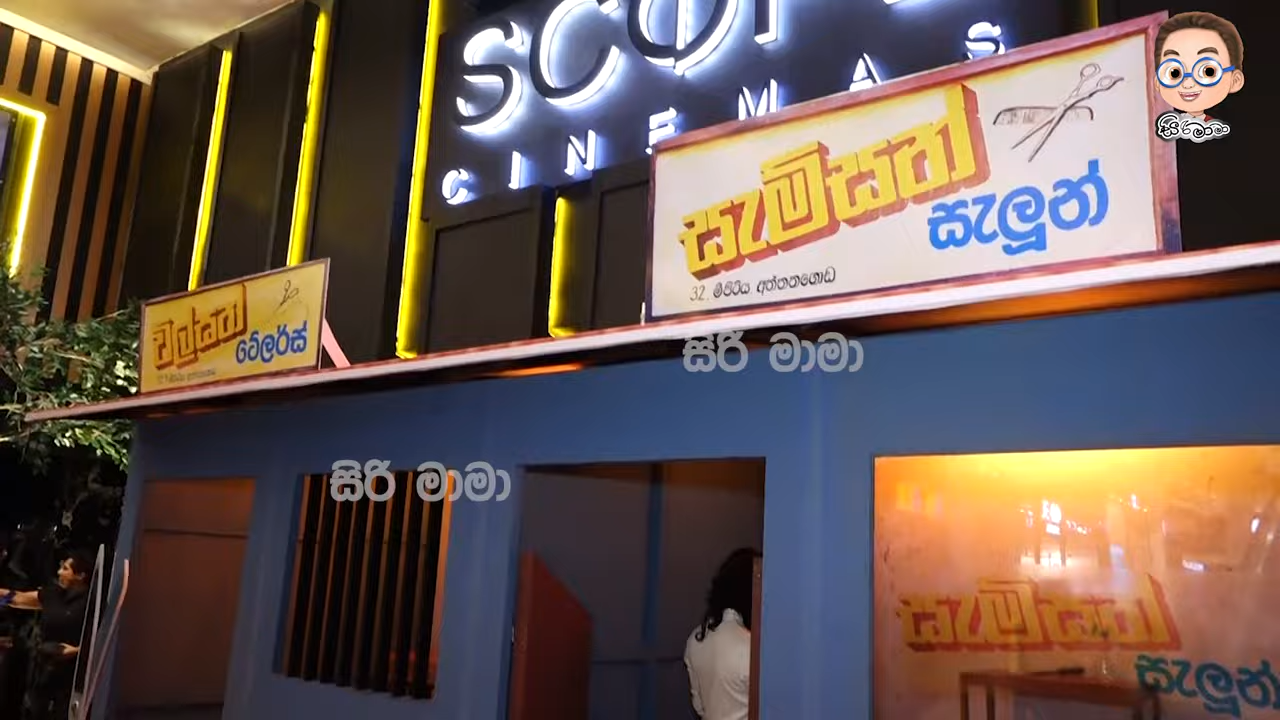 SCOPE
CINEMAS
සැම්සන්
සැලූන්
32. මීපිටිය. අත්තනගොඩ
වින්සන්
ටේලර්ස්
සිරි මාමා
සිරි මාමා
සිරි මාමා
සැම්සන්
සැලූන්